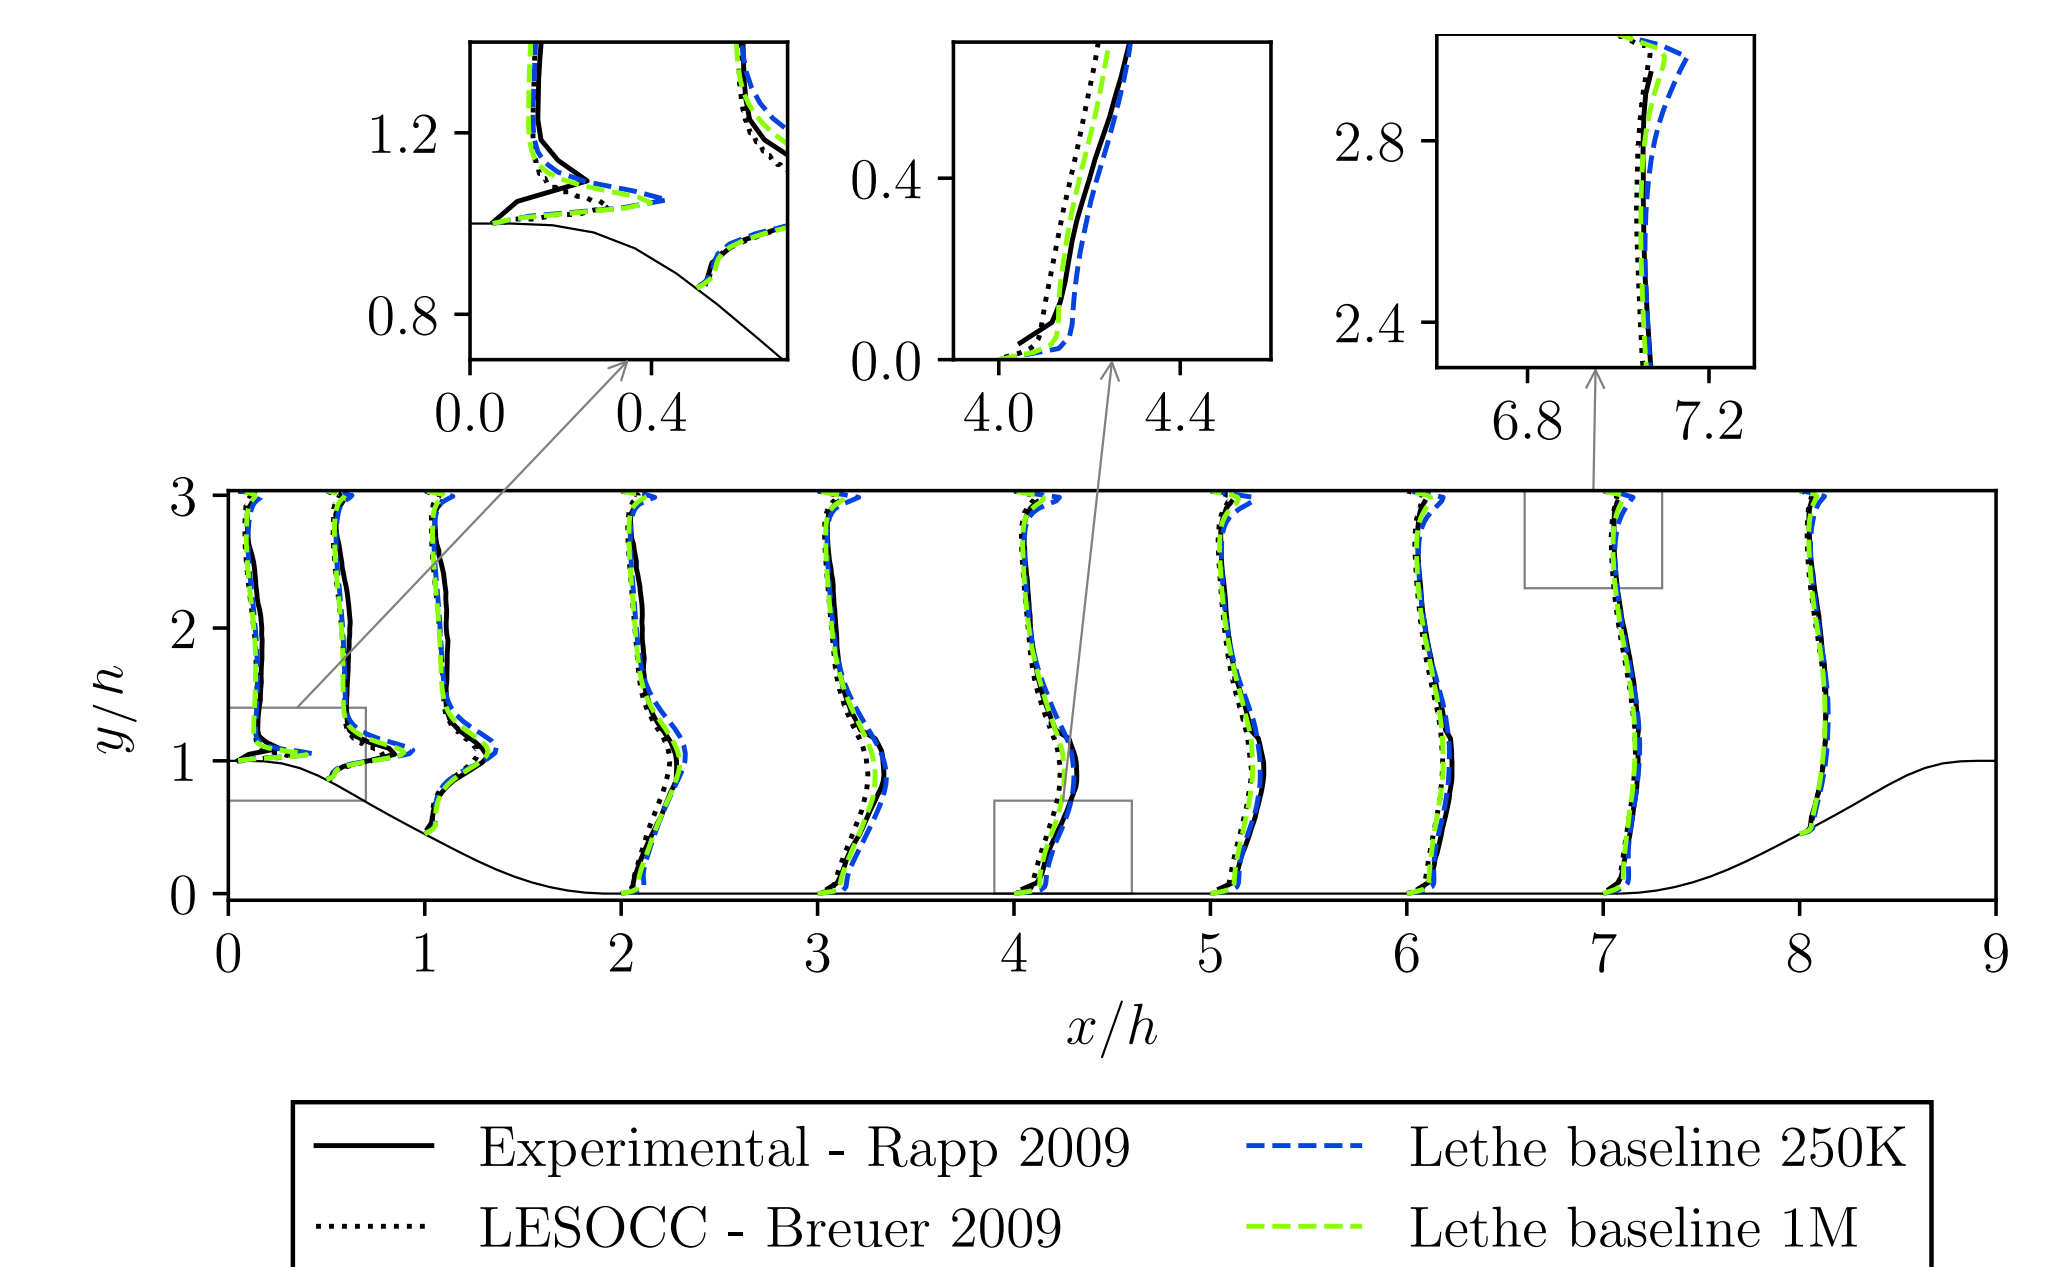 1.2
0.8
0.0 0.4
0.4
0.0
4.0 4.4
2.8
2.4
6.8 7.2
3
2
1
0
y/h
0 1 2 3 4 5 6 7 8 9
x/h
Experimental - Rapp 2009
LESOCC - Breuer 2009
Lethe baseline 250K
Lethe baseline 1M